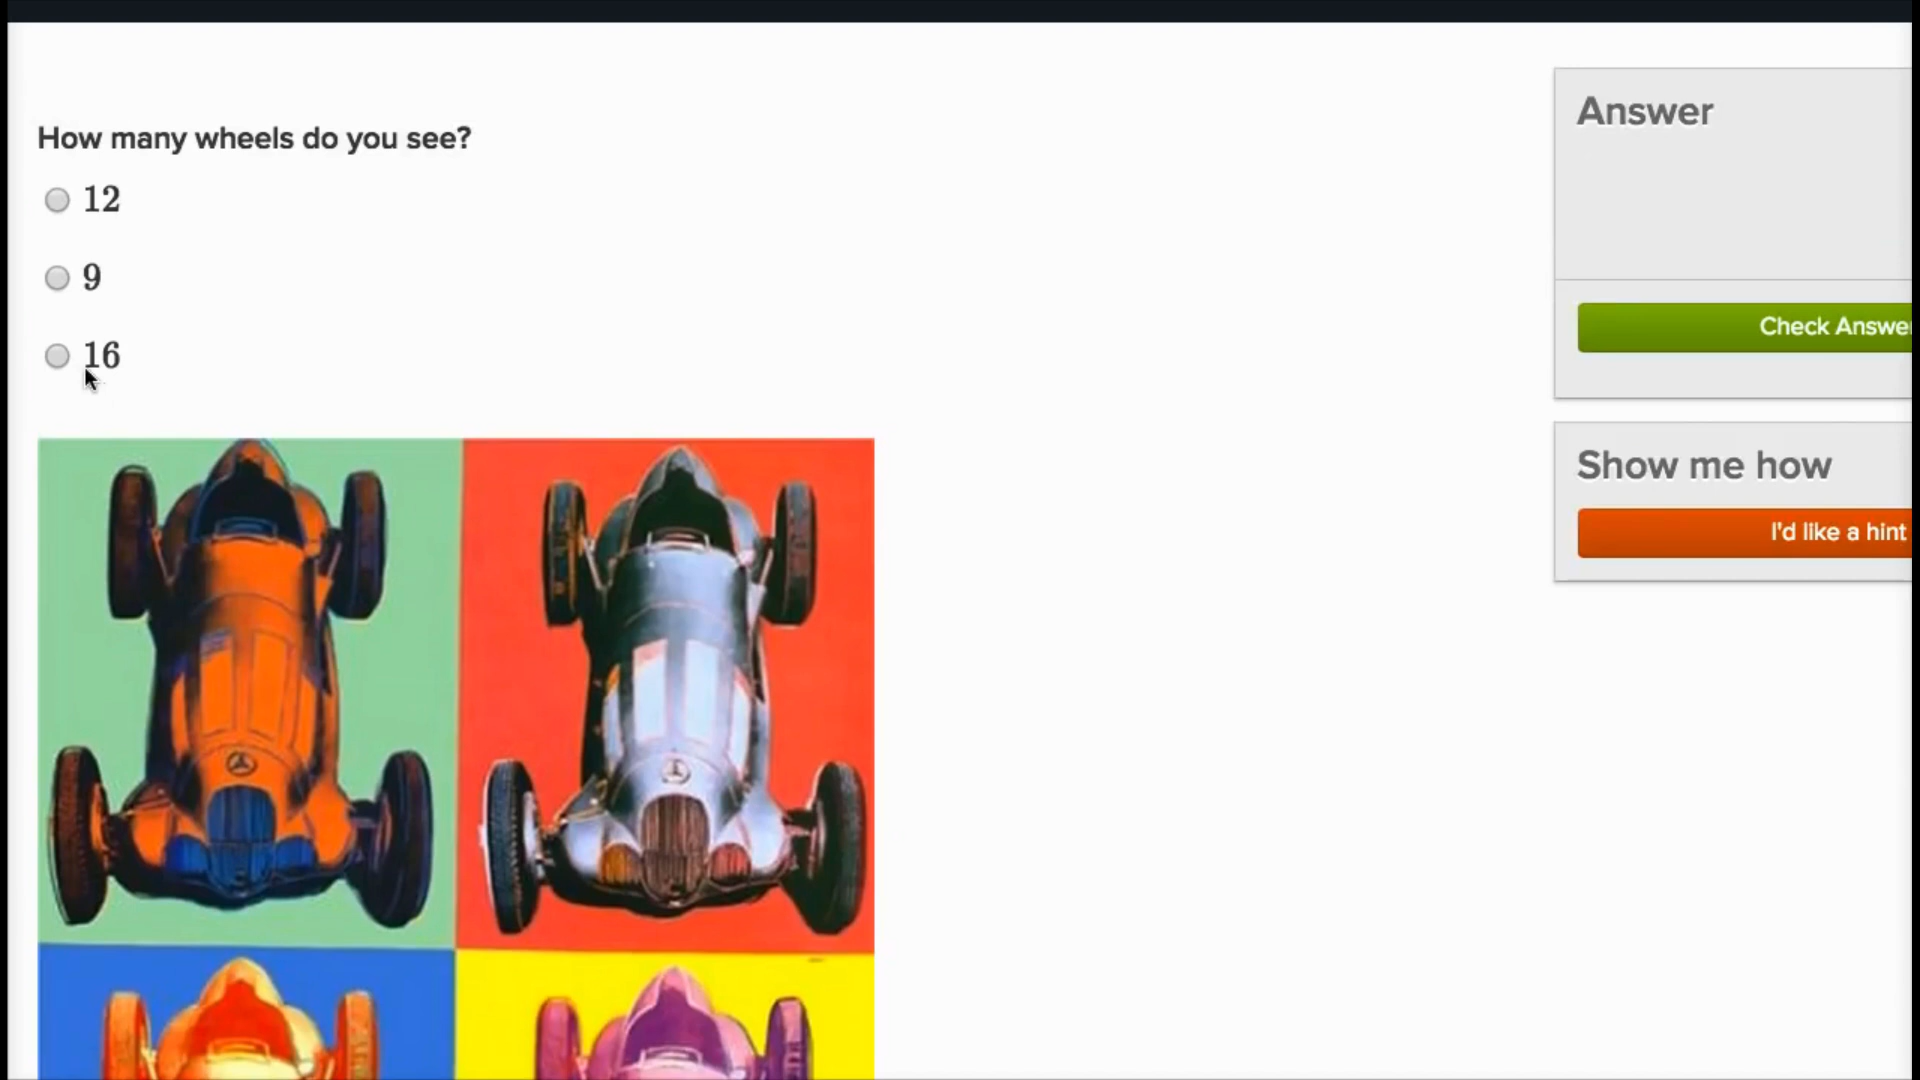 How many wheels do you see?
12
9
16
Answer
Check Answe
Show me how
I'd like a hint